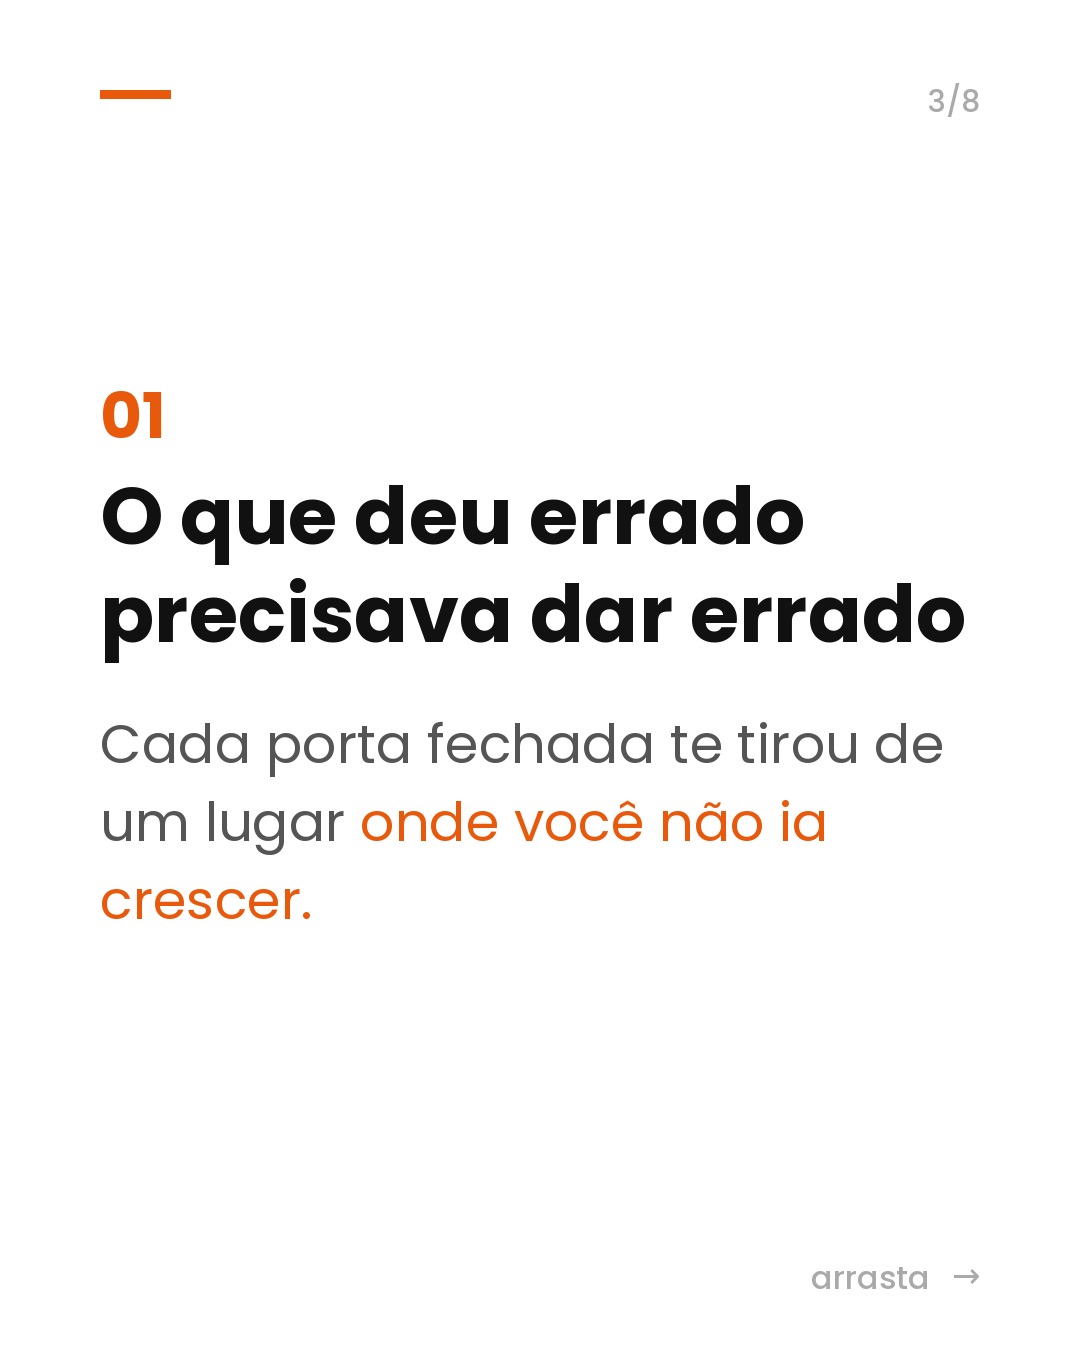 3/8
01
O que deu errado
precisava dar errado
Cada porta fechada te tirou de
um lugar onde você não ia
crescer.
arrasta →